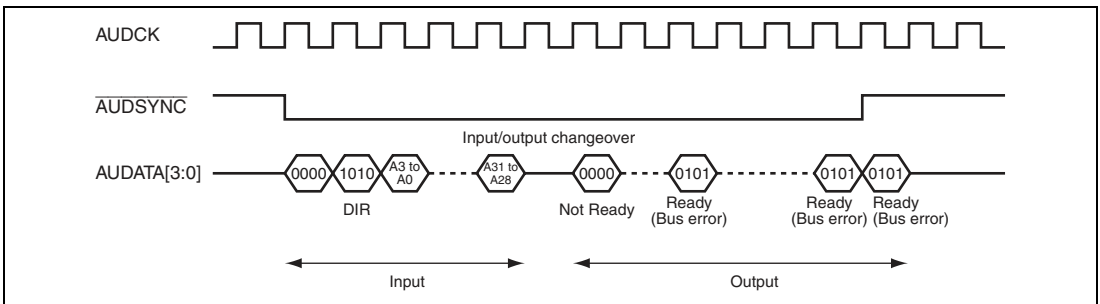 AUDCK
AUDSYNC
Input/output changeover
AUDATA[3:0]
0000
1010
A3 to
A0
A31 to
A28
0000
0101
0101
0101
DIR
Not Ready
Ready
(Bus error)
Ready
(Bus error)
Ready
(Bus error)
Input
Output